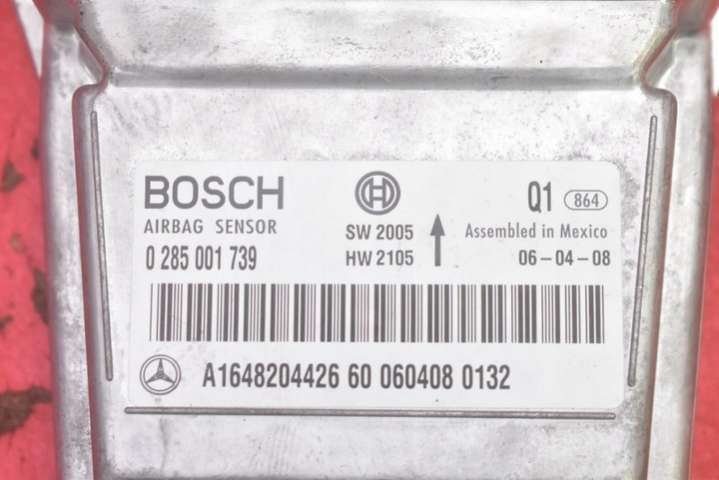 BOSCH
AIRBAG SENSOR
0 285 001 739
SW 2005
HW 2105
Q1 864
Assembled in Mexico
06-04-08
A1648204426 60 060408 0132